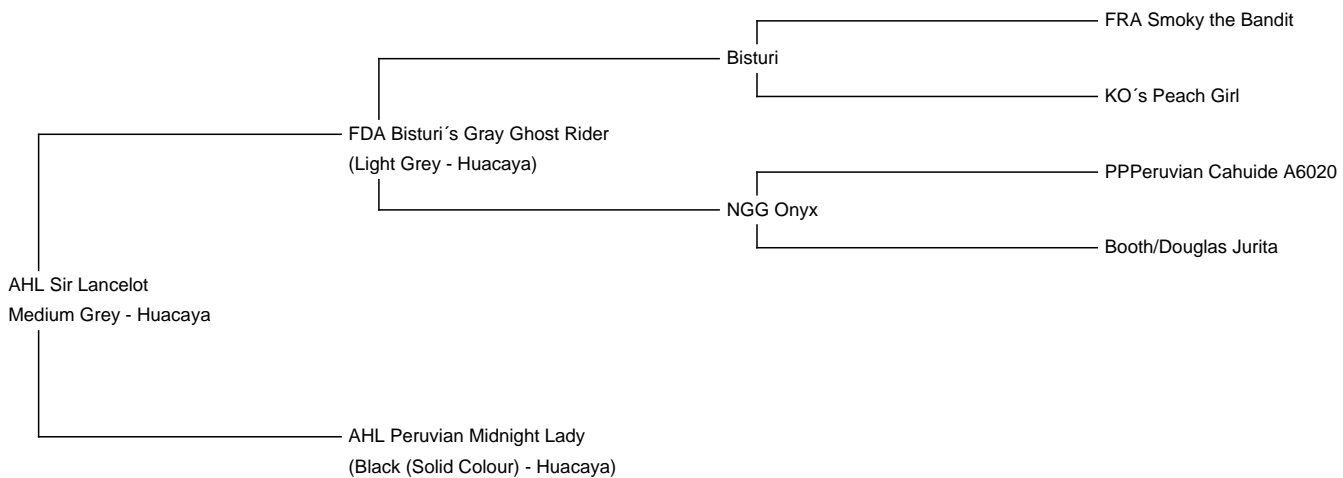 FRA Smoky the Bandit
Bisturi
KO´s Peach Girl
FDA Bisturi´s Gray Ghost Rider
(Light Grey - Huacaya)
PPPeruvian Cahuide A6020
NGG Onyx
Booth/Douglas Jurita
AHL Sir Lancelot
Medium Grey - Huacaya
AHL Peruvian Midnight Lady
(Black (Solid Colour) - Huacaya)